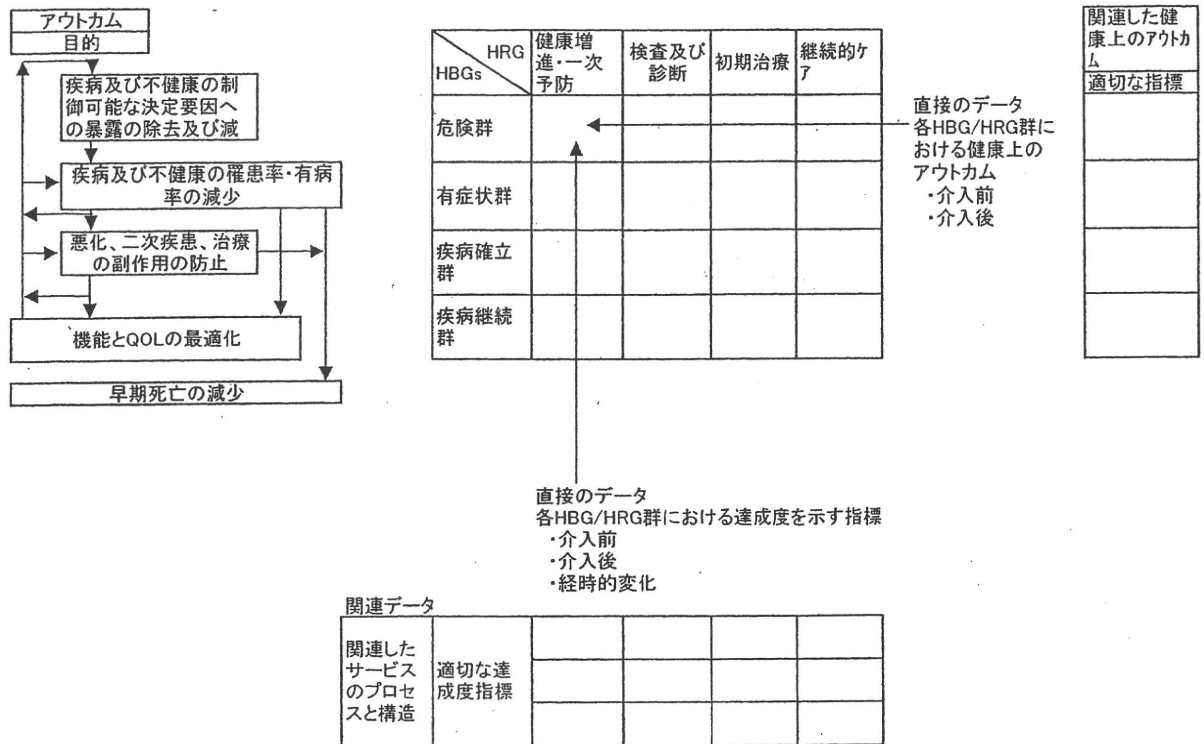 アウトカム
目的
疾病及び不健康の制
御可能な決定要因へ
の暴露の除去及び減
疾病及び不健康の罹患率・有病
率の減少
悪化、二次疾患、治療
の副作用の防止
機能とQOLの最適化
早期死亡の減少
HRG
HBGs
健康増
進・一次
予防
検査及び
診断
初期治療
継続的ケ
ア
危険群
有症状群
疾病確立
群
疾病継続
群
直接のデータ
各HBG/HRG群に
おける健康上の
アウトカム
・介入前
・介入後
関連した健
康上のアウトカ
ム
適切な指標
直接のデータ
各HBG/HRG群における達成度を示す指標
・介入前
・介入後
・経時的変化
関連データ
関連した
サービス
のプロセ
スと構造
適切な達
成度指標